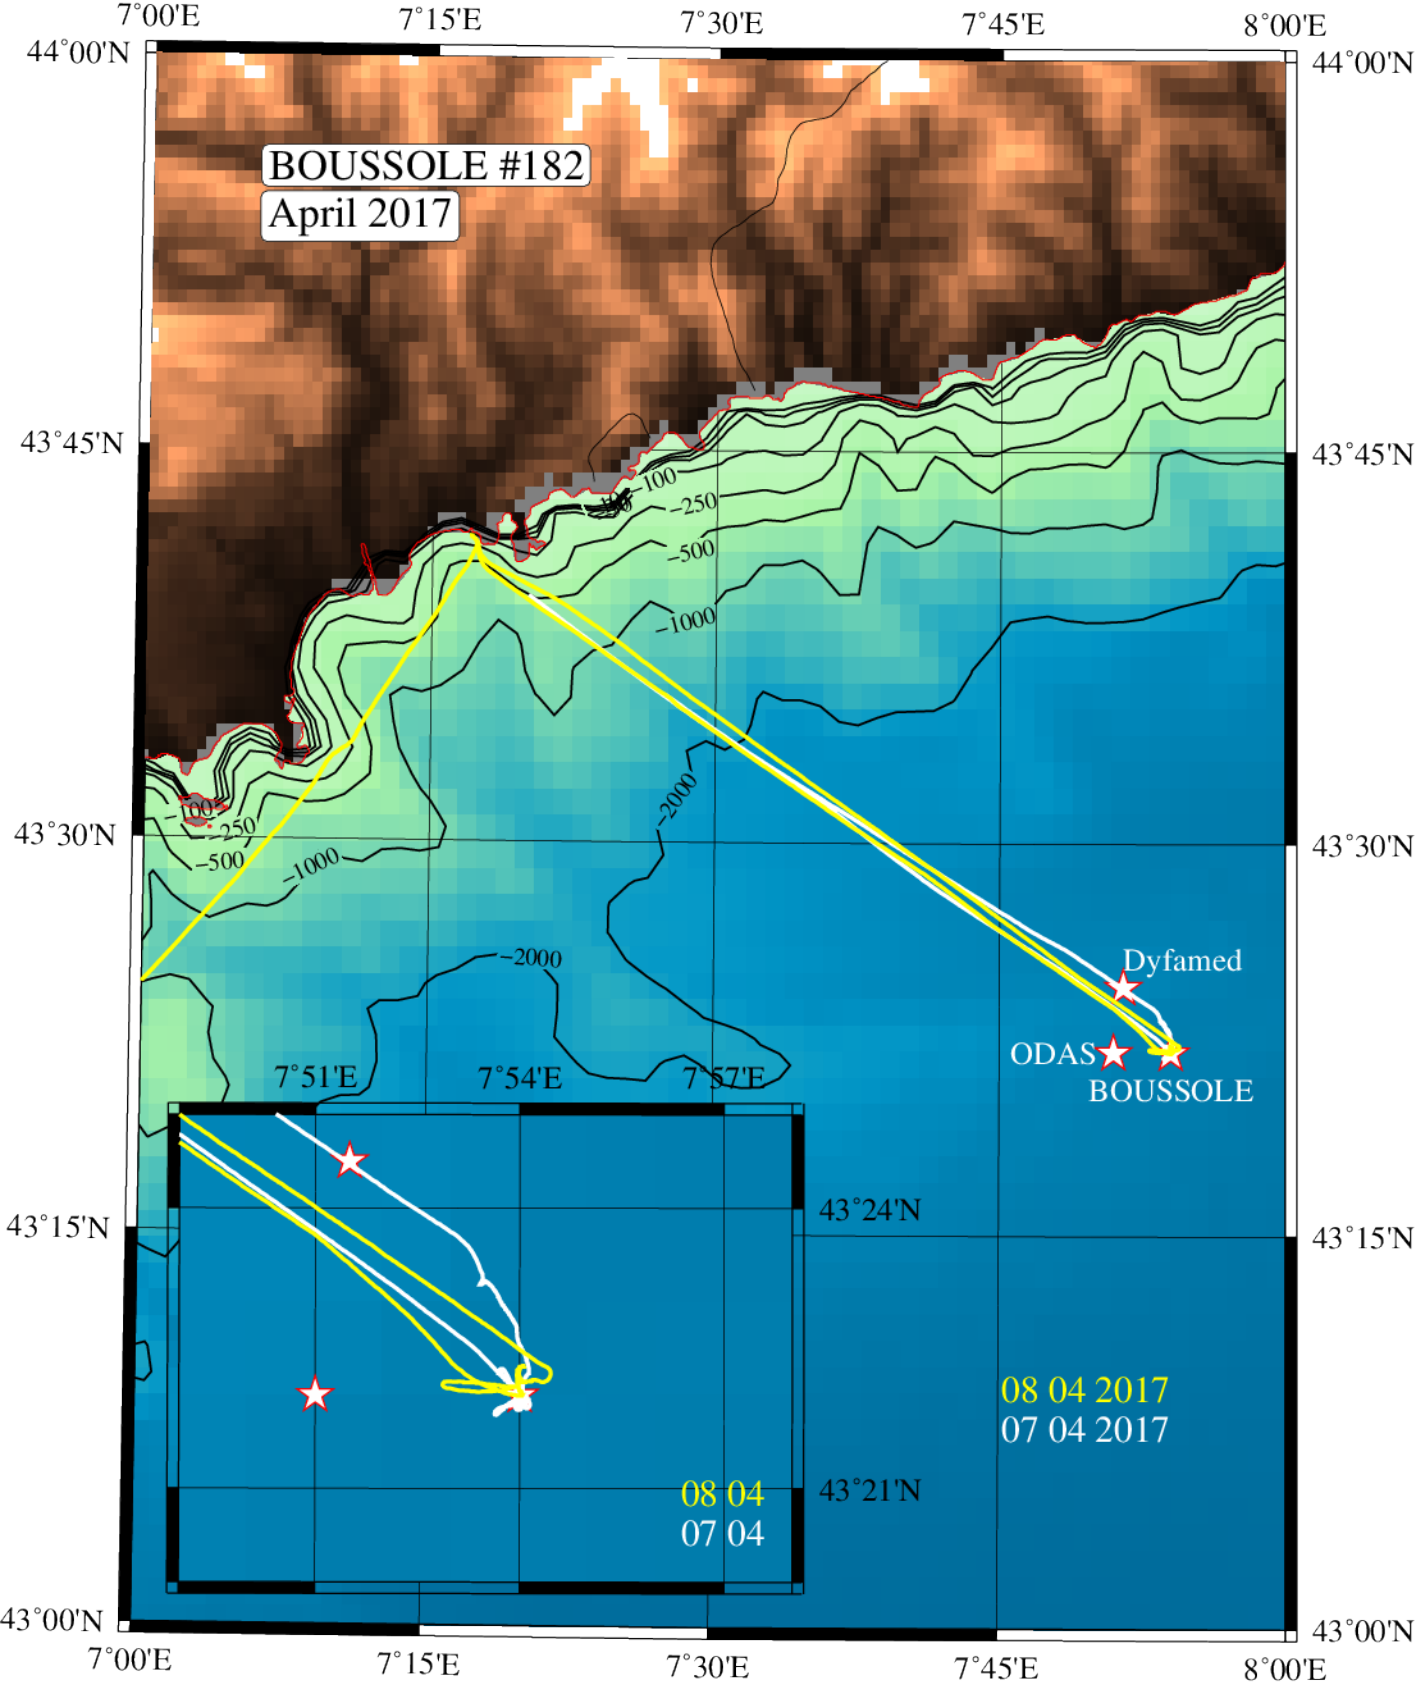 7°00'E 7°15'E 7°30'E 7°45'E 8°00'E
44°00'N 44°00'N
BOUSSOLE #182
April 2017
43°45'N 43°45'N
−100
−250
−500
−1000
−2000
−100
−250
−500
−1000
43°30'N 43°30'N
−2000
Dyfamed
ODAS
BOUSSOLE
7°51'E 7°54'E 7°57'E
43°24'N
43°15'N 43°15'N
08 04 2017
07 04 2017
43°21'N
08 04
07 04
43°00'N 43°00'N
7°00'E 7°15'E 7°30'E 7°45'E 8°00'E